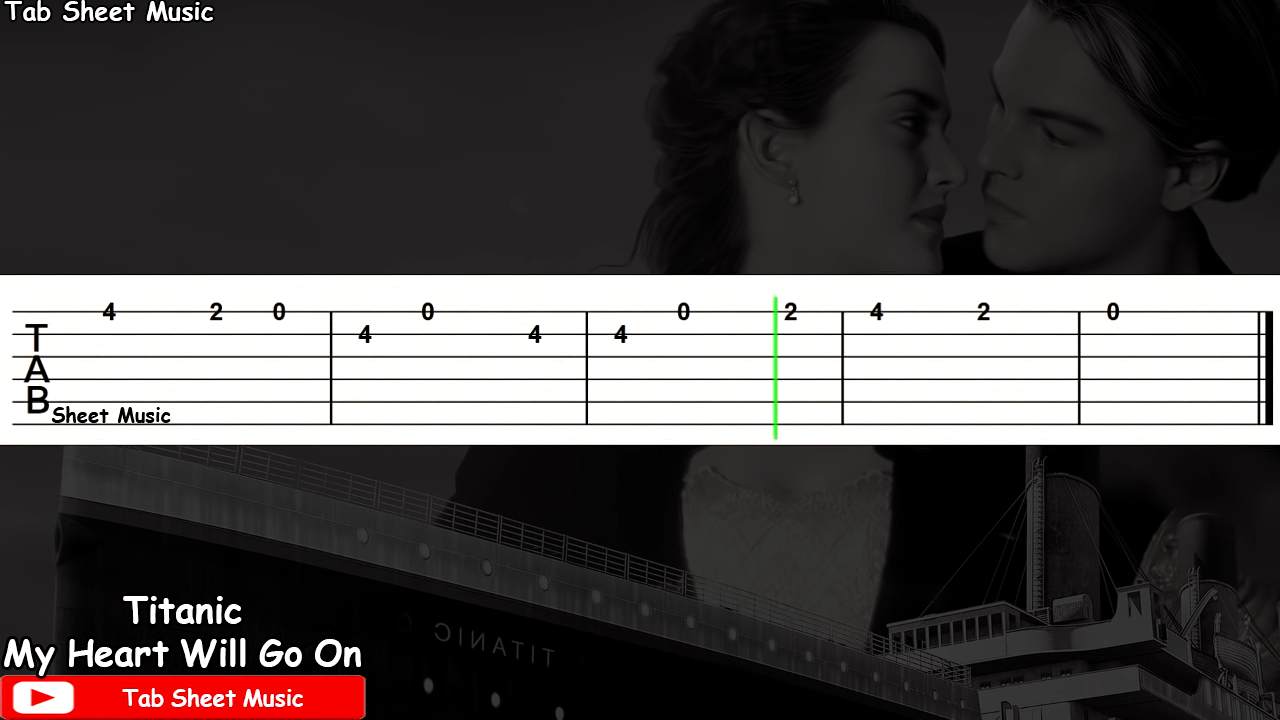 Tab Sheet Music
4 2 0 0 0 2 4 2 0
T 4 4 4
A
B
Sheet Music
TITANIC
Titanic
My Heart Will Go On
Tab Sheet Music